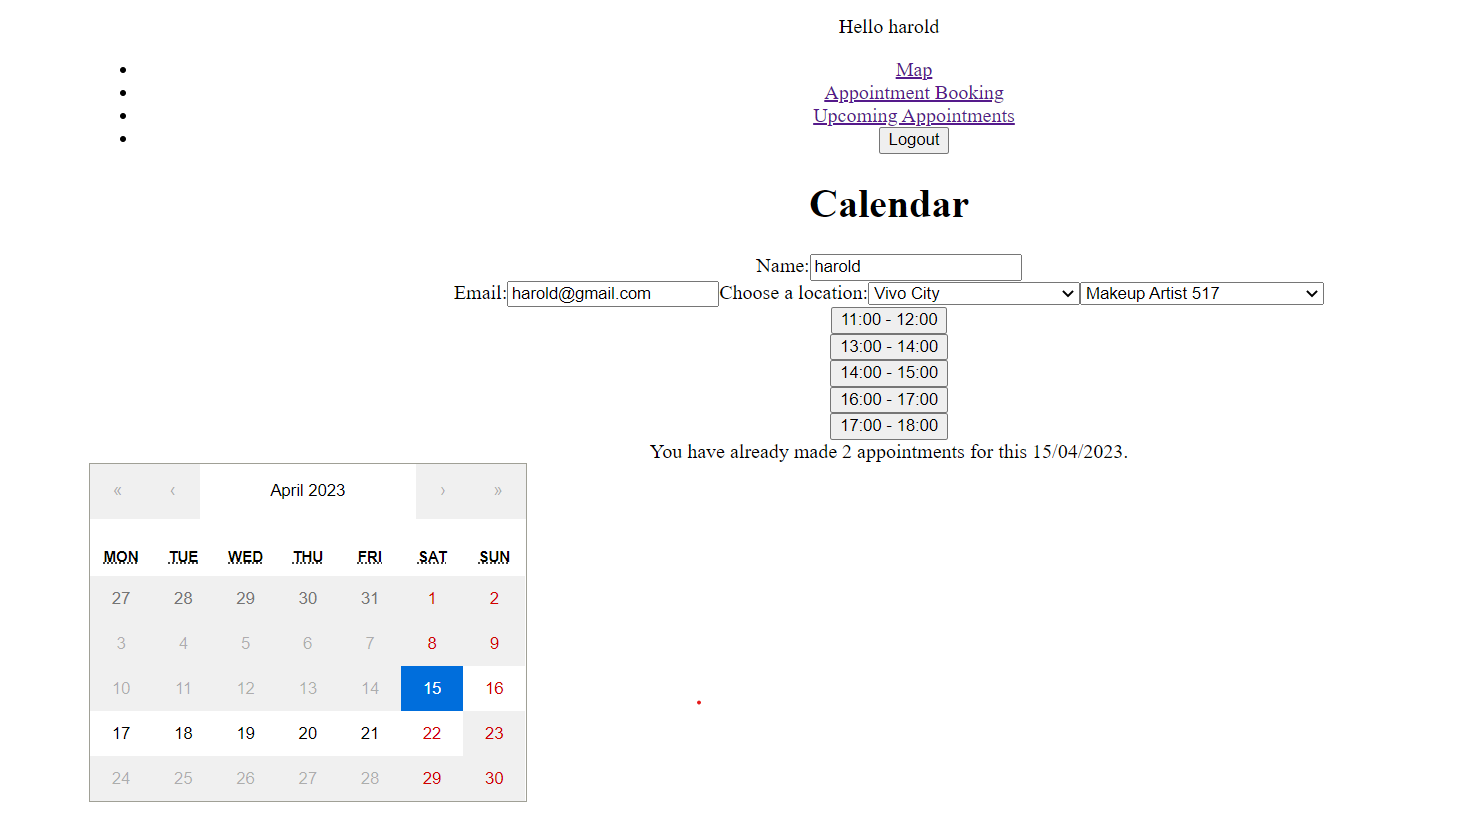 Hello harold
Map
Appointment Booking
Upcoming Appointments
Logout
Calendar
Name: harold
Email: harold@gmail.com Choose a location: Vivo City Makeup Artist 517
11:00 - 12:00
13:00 - 14:00
14:00 - 15:00
16:00 - 17:00
17:00 - 18:00
You have already made 2 appointments for this 15/04/2023.
« ‹ April 2023 › »
MON TUE WED THU FRI SAT SUN
27 28 29 30 31 1 2
3 4 5 6 7 8 9
10 11 12 13 14 15 16
17 18 19 20 21 22 23
24 25 26 27 28 29 30